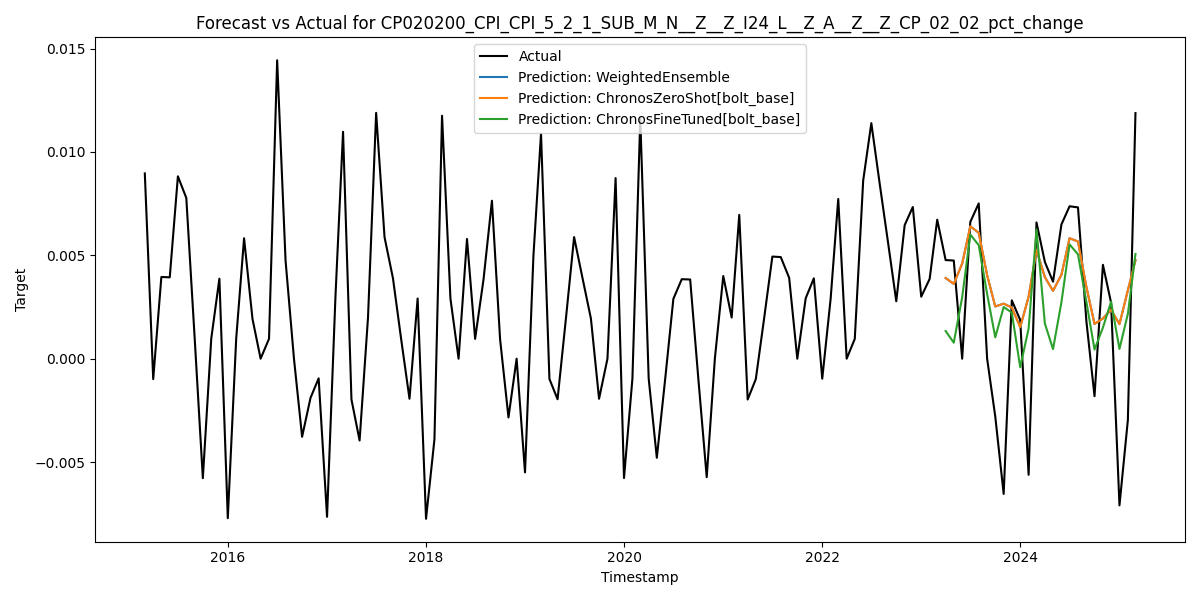 Forecast vs Actual for CP020200_CPI_CPI_5_2_1_SUB_M_N__Z__Z_I24_L__Z_A__Z__Z_CP_02_02_pct_change
Actual
Prediction: WeightedEnsemble
Prediction: ChronosZeroShot[bolt_base]
Prediction: ChronosFineTuned[bolt_base]
0.015
0.010
0.005
0.000
−0.005
Target
2016
2018
2020
2022
2024
Timestamp